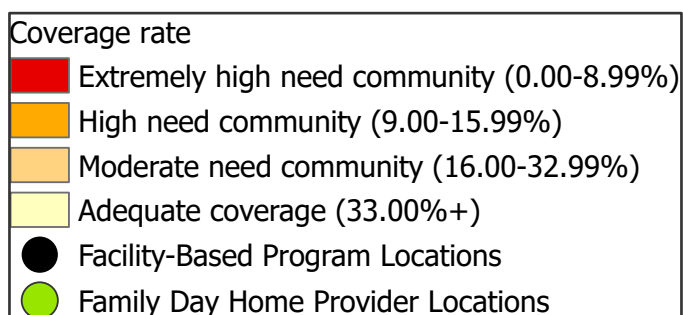 Coverage rate
Extremely high need community (0.00-8.99%)
High need community (9.00-15.99%)
Moderate need community (16.00-32.99%)
Adequate coverage (33.00%+)
Facility-Based Program Locations
Family Day Home Provider Locations